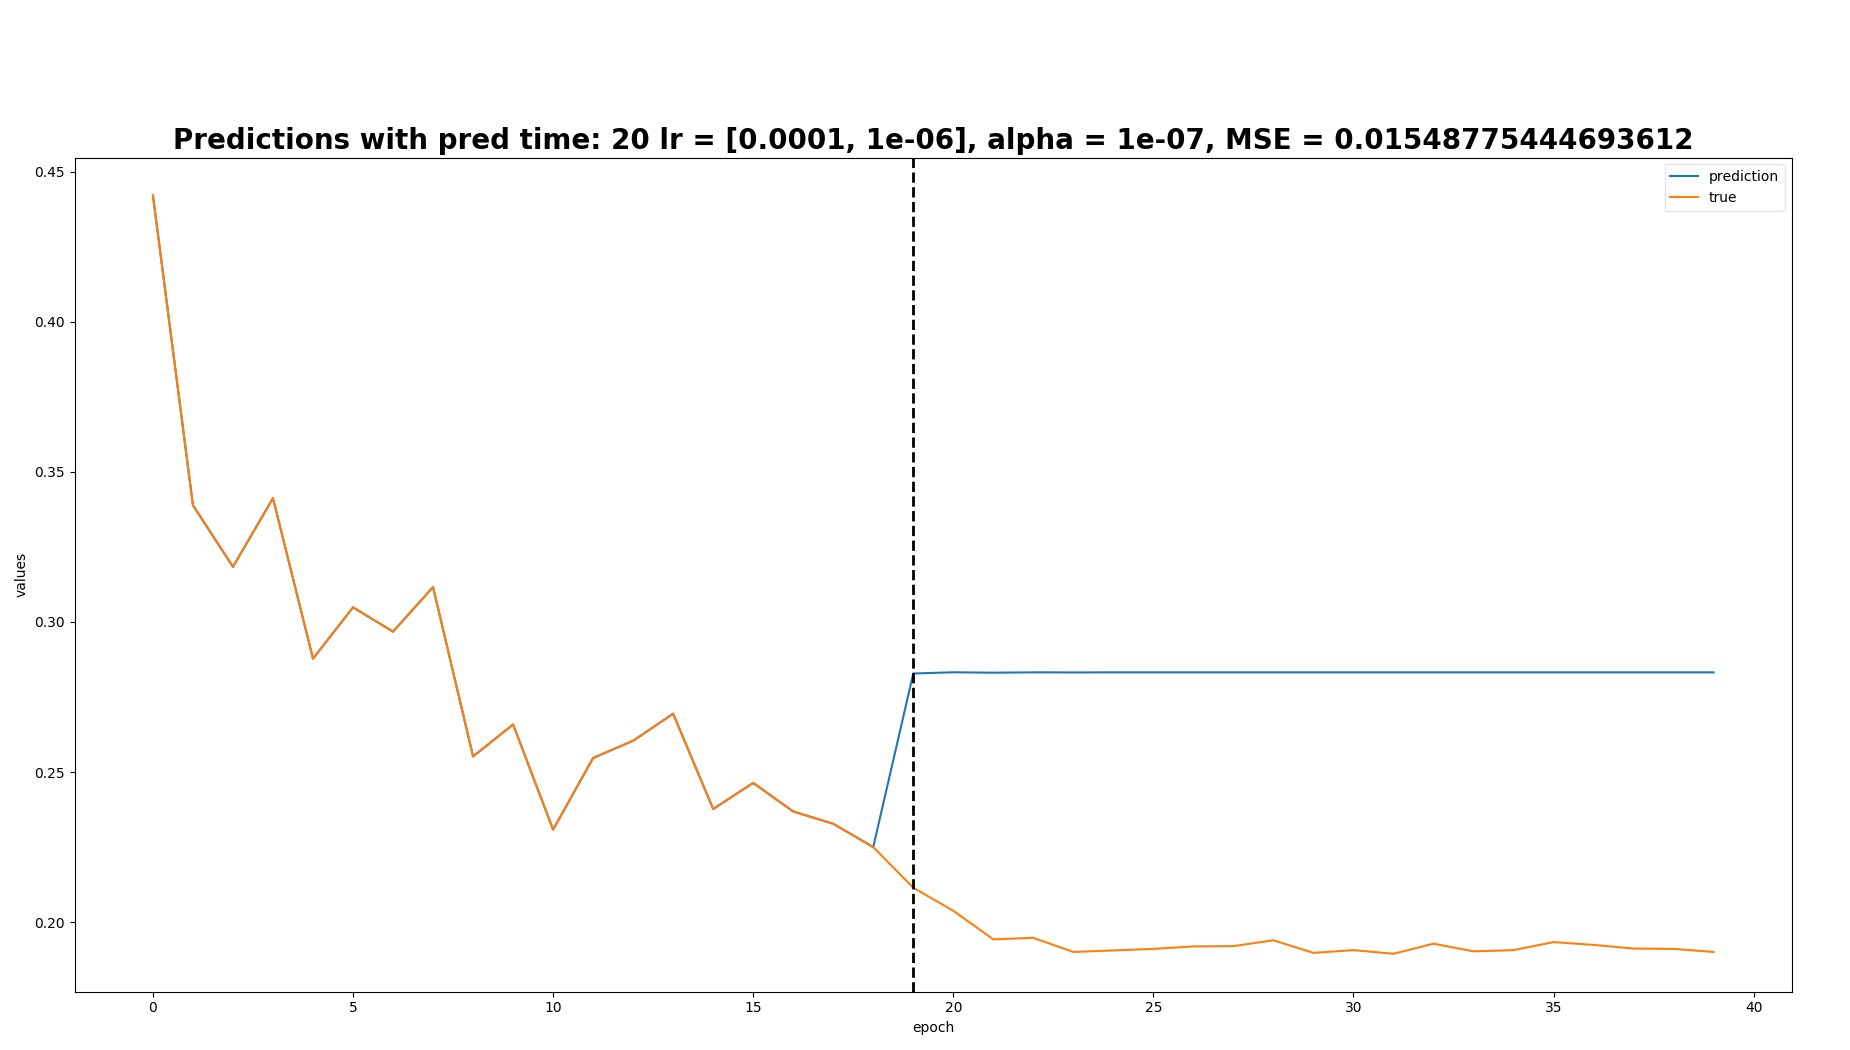 Predictions with pred time: 20 lr = [0.0001, 1e-06], alpha = 1e-07, MSE = 0.01548775444693612
prediction
true
0.45
0.40
0.35
0.30
0.25
0.20
values
0 5 10 15 20 25 30 35 40
epoch